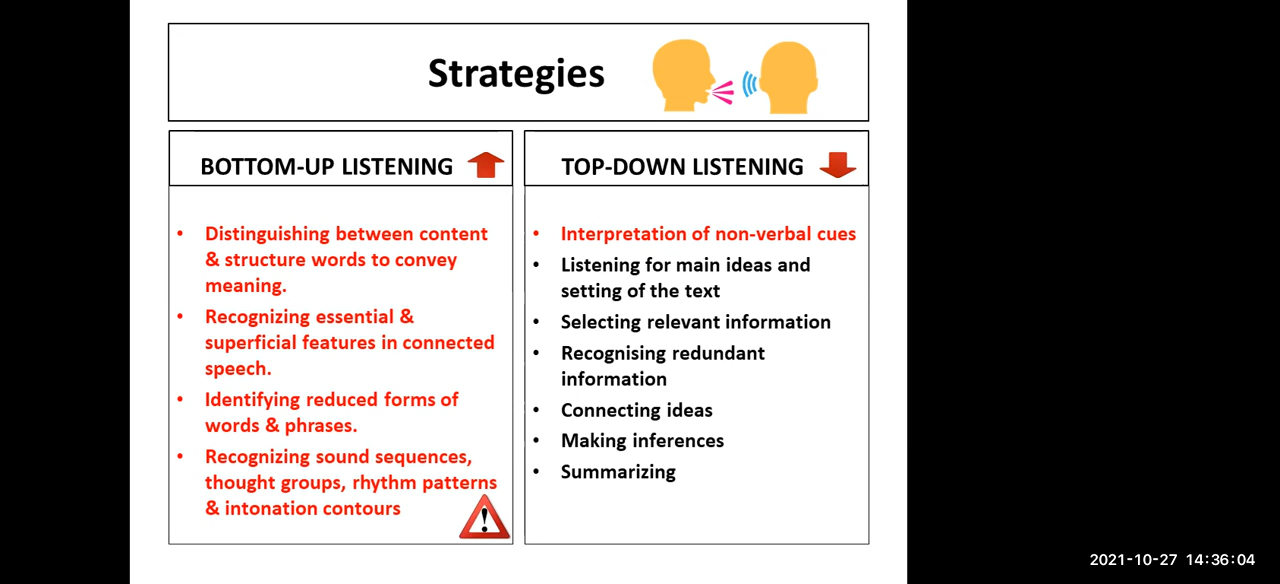 Strategies
BOTTOM-UP LISTENING
• Distinguishing between content
& structure words to convey
meaning.
• Recognizing essential &
superficial features in connected
speech.
• Identifying reduced forms of
words & phrases.
• Recognizing sound sequences,
thought groups, rhythm patterns
& intonation contours
TOP-DOWN LISTENING
• Interpretation of non-verbal cues
• Listening for main ideas and
setting of the text
• Selecting relevant information
• Recognising redundant
information
• Connecting ideas
• Making inferences
• Summarizing
2021-10-27 14:36:04